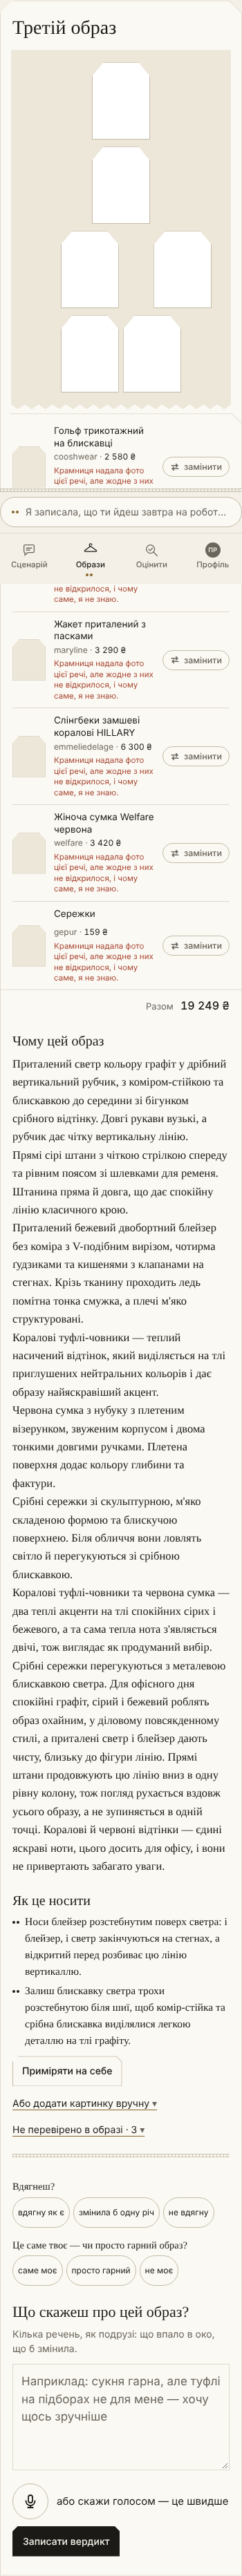 Третій образ
Гольф трикотажний
на блискавці
cooshwear · 2 580 ₴
Крамниця надала фото
цієї речі, але жодне з них
⇄ замінити
Я записала, що ти йдеш завтра на робот…
Сценарій
Образи
Оцінити
ПР
Профіль
не відкрилося, і чому
саме, я не знаю.
Жакет приталений з
пасками
maryline · 3 290 ₴
Крамниця надала фото
цієї речі, але жодне з них
не відкрилося, і чому
саме, я не знаю.
⇄ замінити
Слінгбеки замшеві
коралові HILLARY
emmeliedelage · 6 300 ₴
Крамниця надала фото
цієї речі, але жодне з них
не відкрилося, і чому
саме, я не знаю.
⇄ замінити
Жіноча сумка Welfare
червона
welfare · 3 420 ₴
Крамниця надала фото
цієї речі, але жодне з них
не відкрилося, і чому
саме, я не знаю.
⇄ замінити
Сережки
gepur · 159 ₴
Крамниця надала фото
цієї речі, але жодне з них
не відкрилося, і чому
саме, я не знаю.
⇄ замінити
Разом 19 249 ₴
Чому цей образ
Приталений светр кольору графіт у дрібний
вертикальний рубчик, з коміром-стійкою та
блискавкою до середини зі бігунком
срібного відтінку. Довгі рукави вузькі, а
рубчик дає чітку вертикальну лінію.
Прямі сірі штани з чіткою стрілкою спереду
та рівним поясом зі шлевками для ременя.
Штанина пряма й довга, що дає спокійну
лінію класичного крою.
Приталений бежевий двобортний блейзер
без коміра з V-подібним вирізом, чотирма
ґудзиками та кишенями з клапанами на
стегнах. Крізь тканину проходить ледь
помітна тонка смужка, а плечі м'яко
структуровані.
Коралові туфлі-човники — теплий
насичений відтінок, який виділяється на тлі
приглушених нейтральних кольорів і дає
образу найяскравіший акцент.
Червона сумка з нубуку з плетеним
візерунком, звуженим корпусом і двома
тонкими довгими ручками. Плетена
поверхня додає кольору глибини та
фактури.
Срібні сережки зі скульптурною, м'яко
складеною формою та блискучою
поверхнею. Біля обличчя вони ловлять
світло й перегукуються зі срібною
блискавкою.
Коралові туфлі-човники та червона сумка —
два теплі акценти на тлі спокійних сірих і
бежевого, а та сама тепла нота з'являється
двічі, тож виглядає як продуманий вибір.
Срібні сережки перегукуються з металевою
блискавкою светра. Для офісного дня
спокійні графіт, сірий і бежевий роблять
образ охайним, у діловому повсякденному
стилі, а приталені светр і блейзер дають
чисту, близьку до фігури лінію. Прямі
штани продовжують цю лінію вниз в одну
рівну колону, тож погляд рухається вздовж
усього образу, а не зупиняється в одній
точці. Коралові й червоні відтінки — єдині
яскраві ноти, цього досить для офісу, і вони
не привертають забагато уваги.
Як це носити
Носи блейзер розстебнутим поверх светра: і
блейзер, і светр закінчуються на стегнах, а
відкритий перед розбиває цю лінію
вертикаллю.
Залиш блискавку светра трохи
розстебнутою біля шиї, щоб комір-стійка та
срібна блискавка виділялися легкою
деталлю на тлі графіту.
Приміряти на себе
Або додати картинку вручну ▾
Не перевірено в образі · 3 ▾
Вдягнеш?
вдягну як є
змінила б одну річ
не вдягну
Це саме твоє — чи просто гарний образ?
саме моє
просто гарний
не моє
Що скажеш про цей образ?
Кілька речень, як подрузі: що впало в око,
що б змінила.
Наприклад: сукня гарна, але туфлі
на підборах не для мене — хочу
щось зручніше
або скажи голосом — це швидше
Записати вердикт